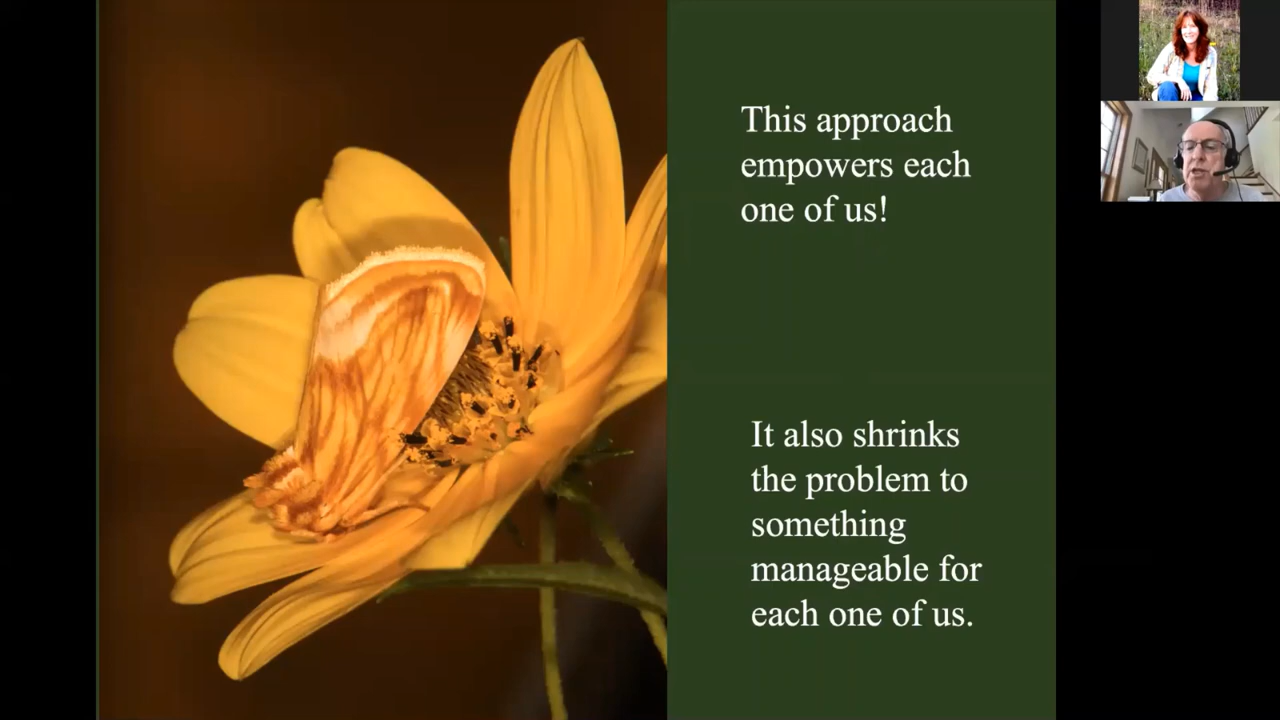 This approach
empowers each
one of us!
It also shrinks
the problem to
something
manageable for
each one of us.